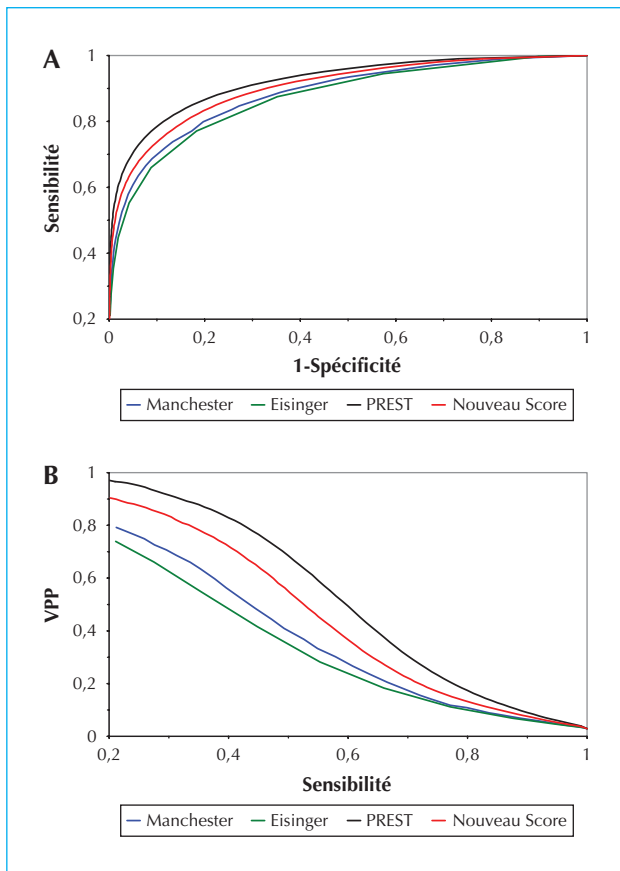 A
Sensibilité
1
0,8
0,6
0,4
0,2
0 0,2 0,4 0,6 0,8 1
1-Spécificité
Manchester Eisinger PREST Nouveau Score
B
VPP
1
0,8
0,6
0,4
0,2
0
0,2 0,4 0,6 0,8 1
Sensibilité
Manchester Eisinger PREST Nouveau Score